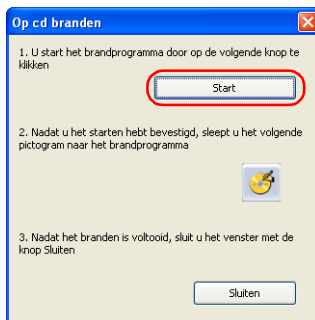 Op cd branden
1. U start het brandprogramma door op de volgende knop te
klikken
Start
2. Nadat u het starten hebt bevestigd, sleept u het volgende
pictogram naar het brandprogramma
3. Nadat het branden is voltooid, sluit u het venster met de
knop Sluiten
Sluiten